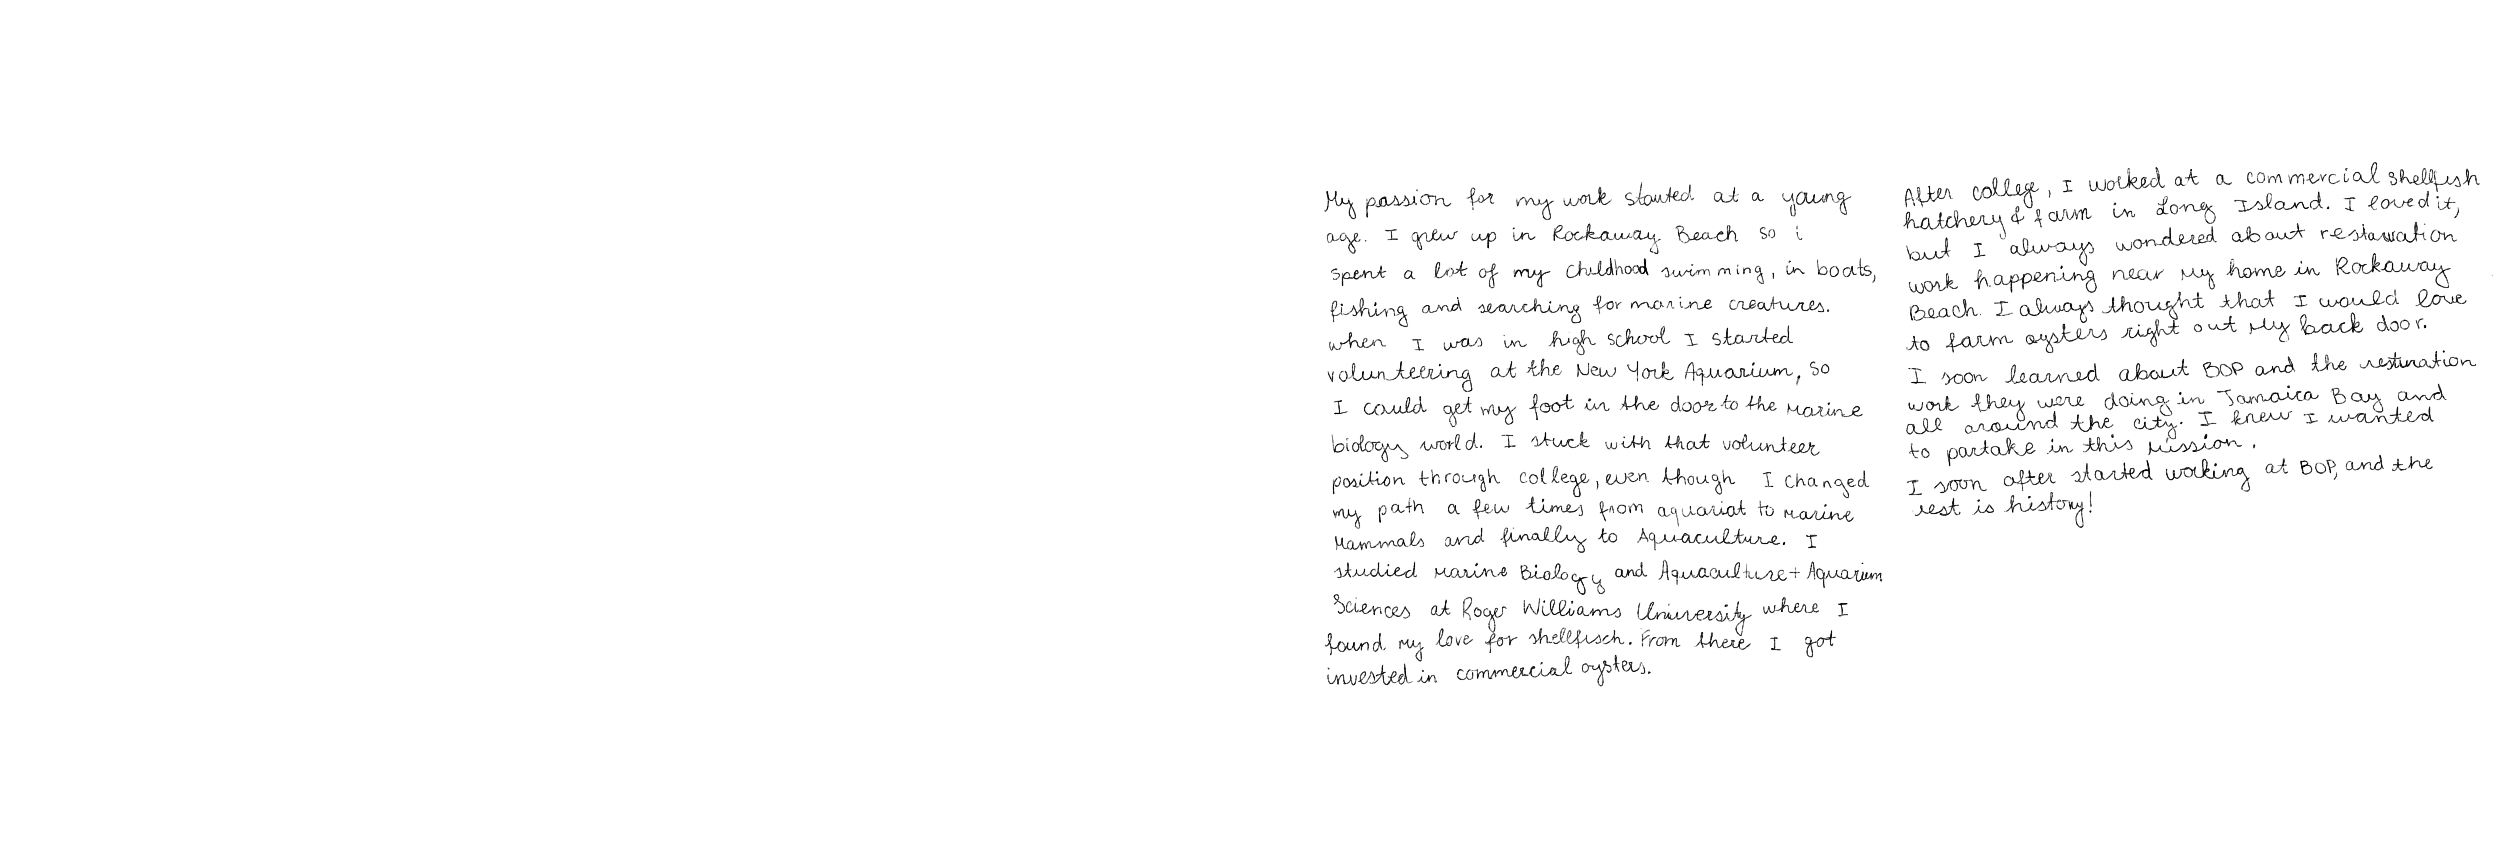 My passion for my work started at a young
age. I grew up in Rockaway Beach so i
spent a lot of my childhood swimming, in boats,
fishing and searching for marine creatures.
when I was in high school I started
volunteering at the New York Aquarium, so
I could get my foot in the door to the marine
biology world. I stuck with that volunteer
position through college, even though I changed
my path a few times from aquariat to marine
Mammals and finally to Aquaculture. I
studied marine Biology and Aquaculture + Aquarium
Sciences at Roger Williams University where I
found my love for shellfisch. From there I got
invested in commercial oysters.
After college, I worked at a commercial shellfish
hatchery & farm in Long Island. I loved it,
but I always wondered about restauration
work happening near my home in Rockaway
Beach. I always thought that I would love
to farm oysters right out my back door.
I soon learned about BOP and the restoration
work they were doing in Jamaica Bay and
all around the city. I knew I wanted
to partake in this mission.
I soon after started working at BOP, and the
rest is history!